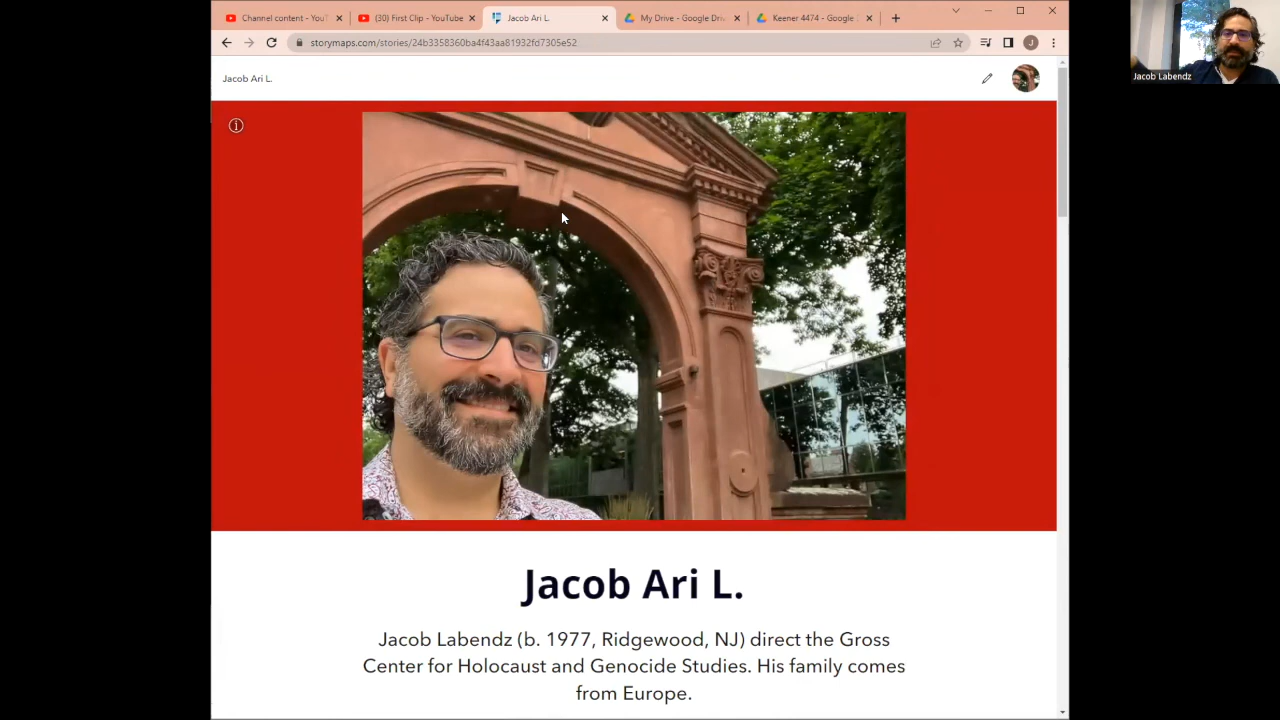 Channel content - YouT
(30) First Clip - YouTube
Jacob Ari L.
My Drive - Google Driv
Keener 4474 - Google
storymaps.com/stories/24b3358360ba4f43aa81932fd7305e52
J
Jacob Labendz
Jacob Ari L.
Jacob Ari L.
Jacob Labendz (b. 1977, Ridgewood, NJ) direct the Gross
Center for Holocaust and Genocide Studies. His family comes
from Europe.